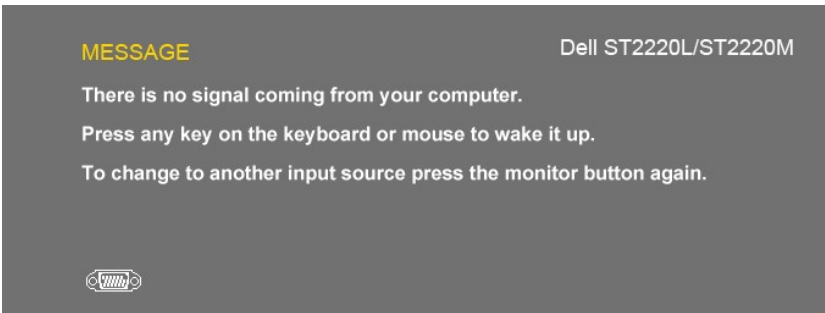 MESSAGE
Dell ST2220L/ST2220M
There is no signal coming from your computer.
Press any key on the keyboard or mouse to wake it up.
To change to another input source press the monitor button again.